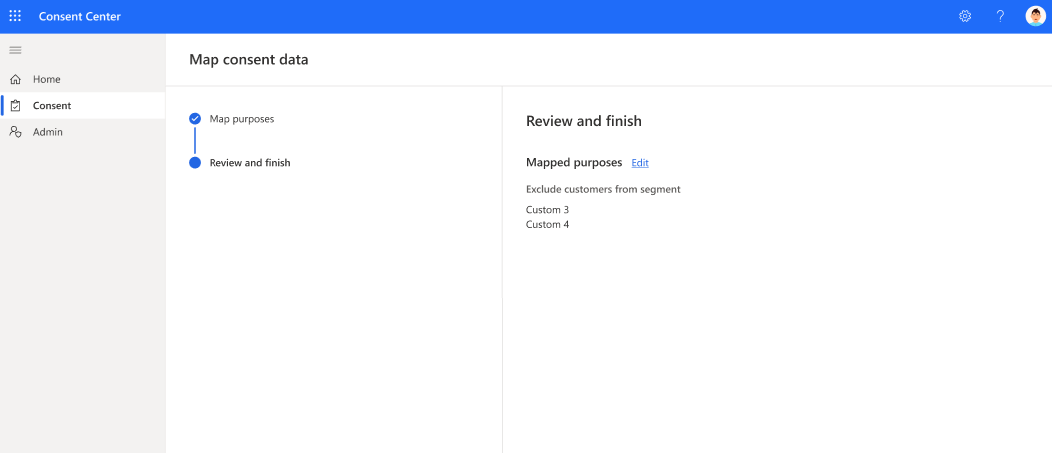 Consent Center
?
Home
Consent
Admin
Map consent data
Map purposes
Review and finish
Review and finish
Mapped purposes Edit
Exclude customers from segment
Custom 3
Custom 4